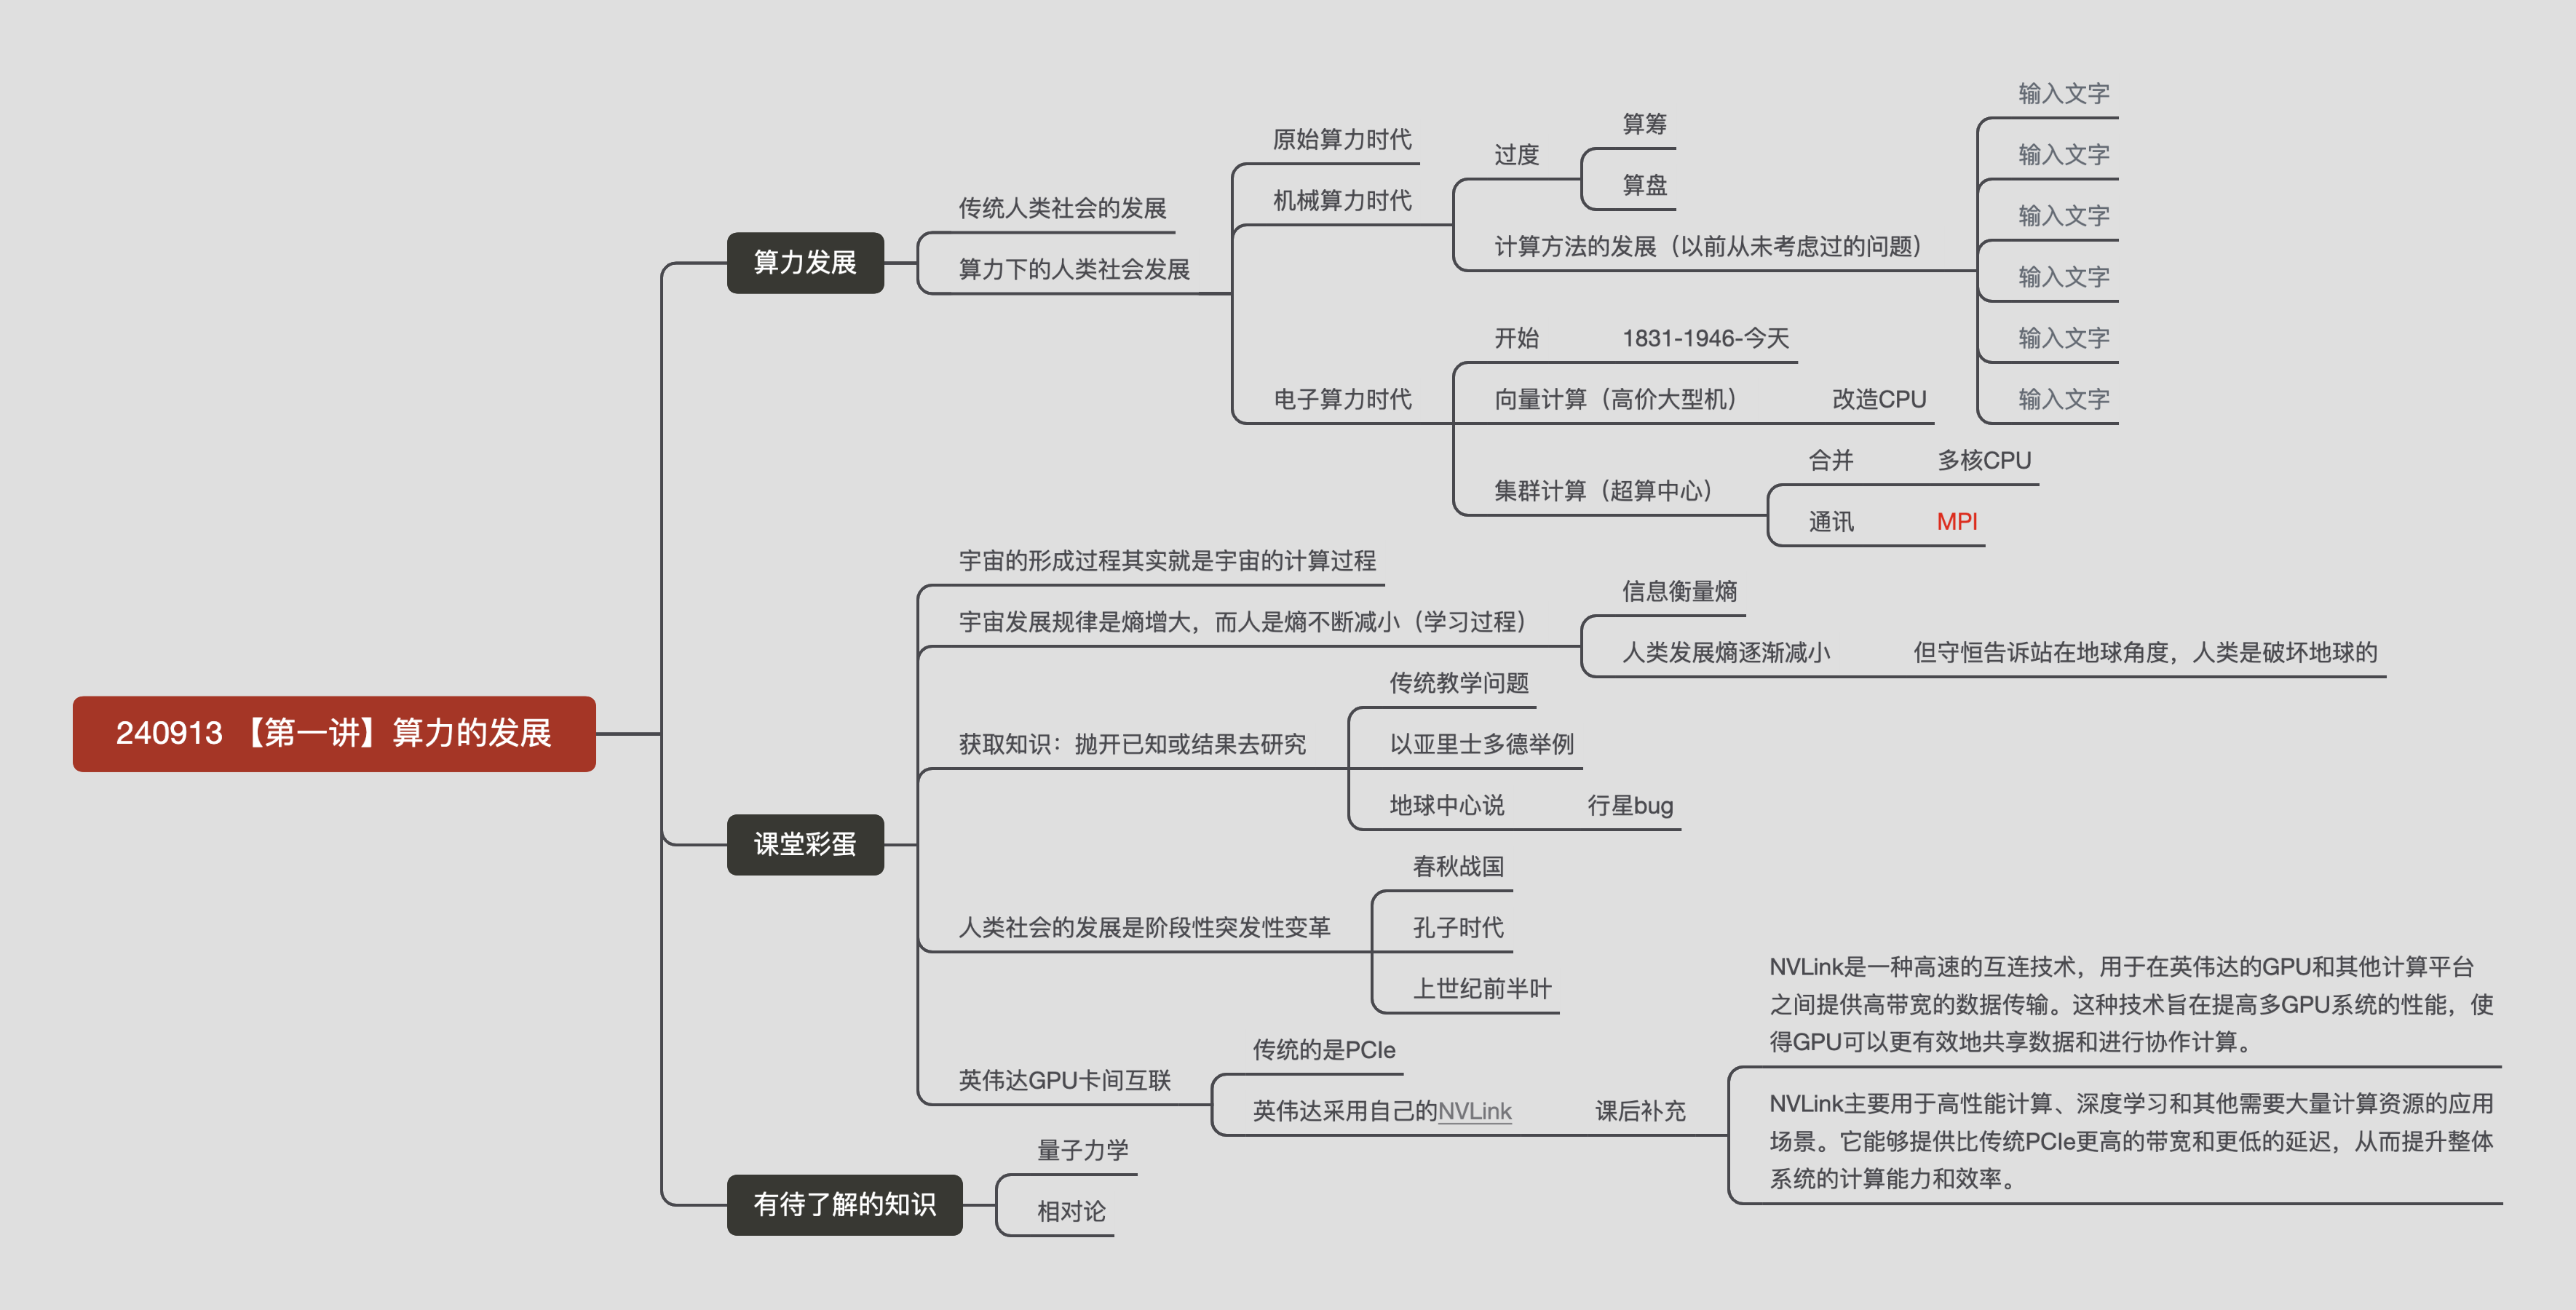 240913 【第一讲】算力的发展
算力发展
传统人类社会的发展
算力下的人类社会发展
原始算力时代
机械算力时代
过度
算筹
算盘
计算方法的发展（以前从未考虑过的问题）
输入文字
输入文字
输入文字
输入文字
输入文字
输入文字
电子算力时代
开始
1831-1946-今天
向量计算（高价大型机）
改造CPU
集群计算（超算中心）
合并
多核CPU
通讯
MPI
课堂彩蛋
宇宙的形成过程其实就是宇宙的计算过程
宇宙发展规律是熵增大，而人是熵不断减小（学习过程）
信息衡量熵
人类发展熵逐渐减小
但守恒告诉站在地球角度，人类是破坏地球的
获取知识：抛开已知或结果去研究
传统教学问题
以亚里士多德举例
地球中心说
行星bug
人类社会的发展是阶段性突发性变革
春秋战国
孔子时代
上世纪前半叶
英伟达GPU卡间互联
传统的是PCIe
英伟达采用自己的NVLink
课后补充
NVLink是一种高速的互连技术，用于在英伟达的GPU和其他计算平台
之间提供高带宽的数据传输。这种技术旨在提高多GPU系统的性能，使
得GPU可以更有效地共享数据和进行协作计算。
NVLink主要用于高性能计算、深度学习和其他需要大量计算资源的应用
场景。它能够提供比传统PCIe更高的带宽和更低的延迟，从而提升整体
系统的计算能力和效率。
有待了解的知识
量子力学
相对论